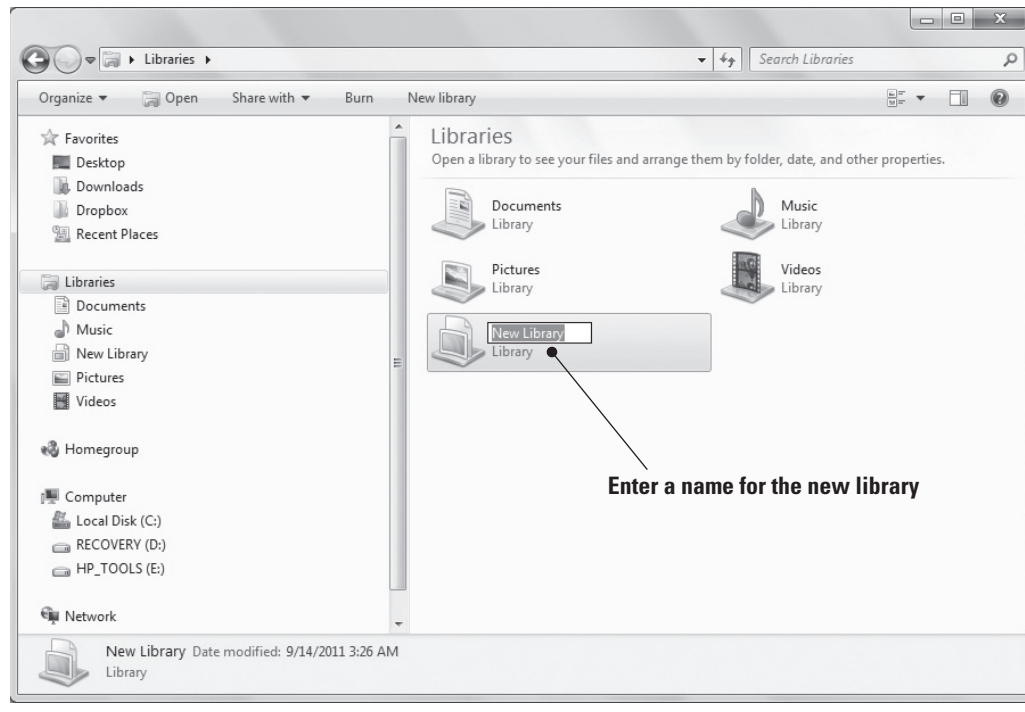 Libraries
Search Libraries
Organize Open Share with Burn New library
Favorites
Desktop
Downloads
Dropbox
Recent Places
Libraries
Documents
Music
New Library
Pictures
Videos
Homegroup
Computer
Local Disk (C:)
RECOVERY (D:)
HP_TOOLS (E:)
Network
Libraries
Open a library to see your files and arrange them by folder, date, and other properties.
Documents
Library
Music
Library
Pictures
Library
Videos
Library
New Library
Library
Enter a name for the new library
New Library Date modified: 9/14/2011 3:26 AM
Library